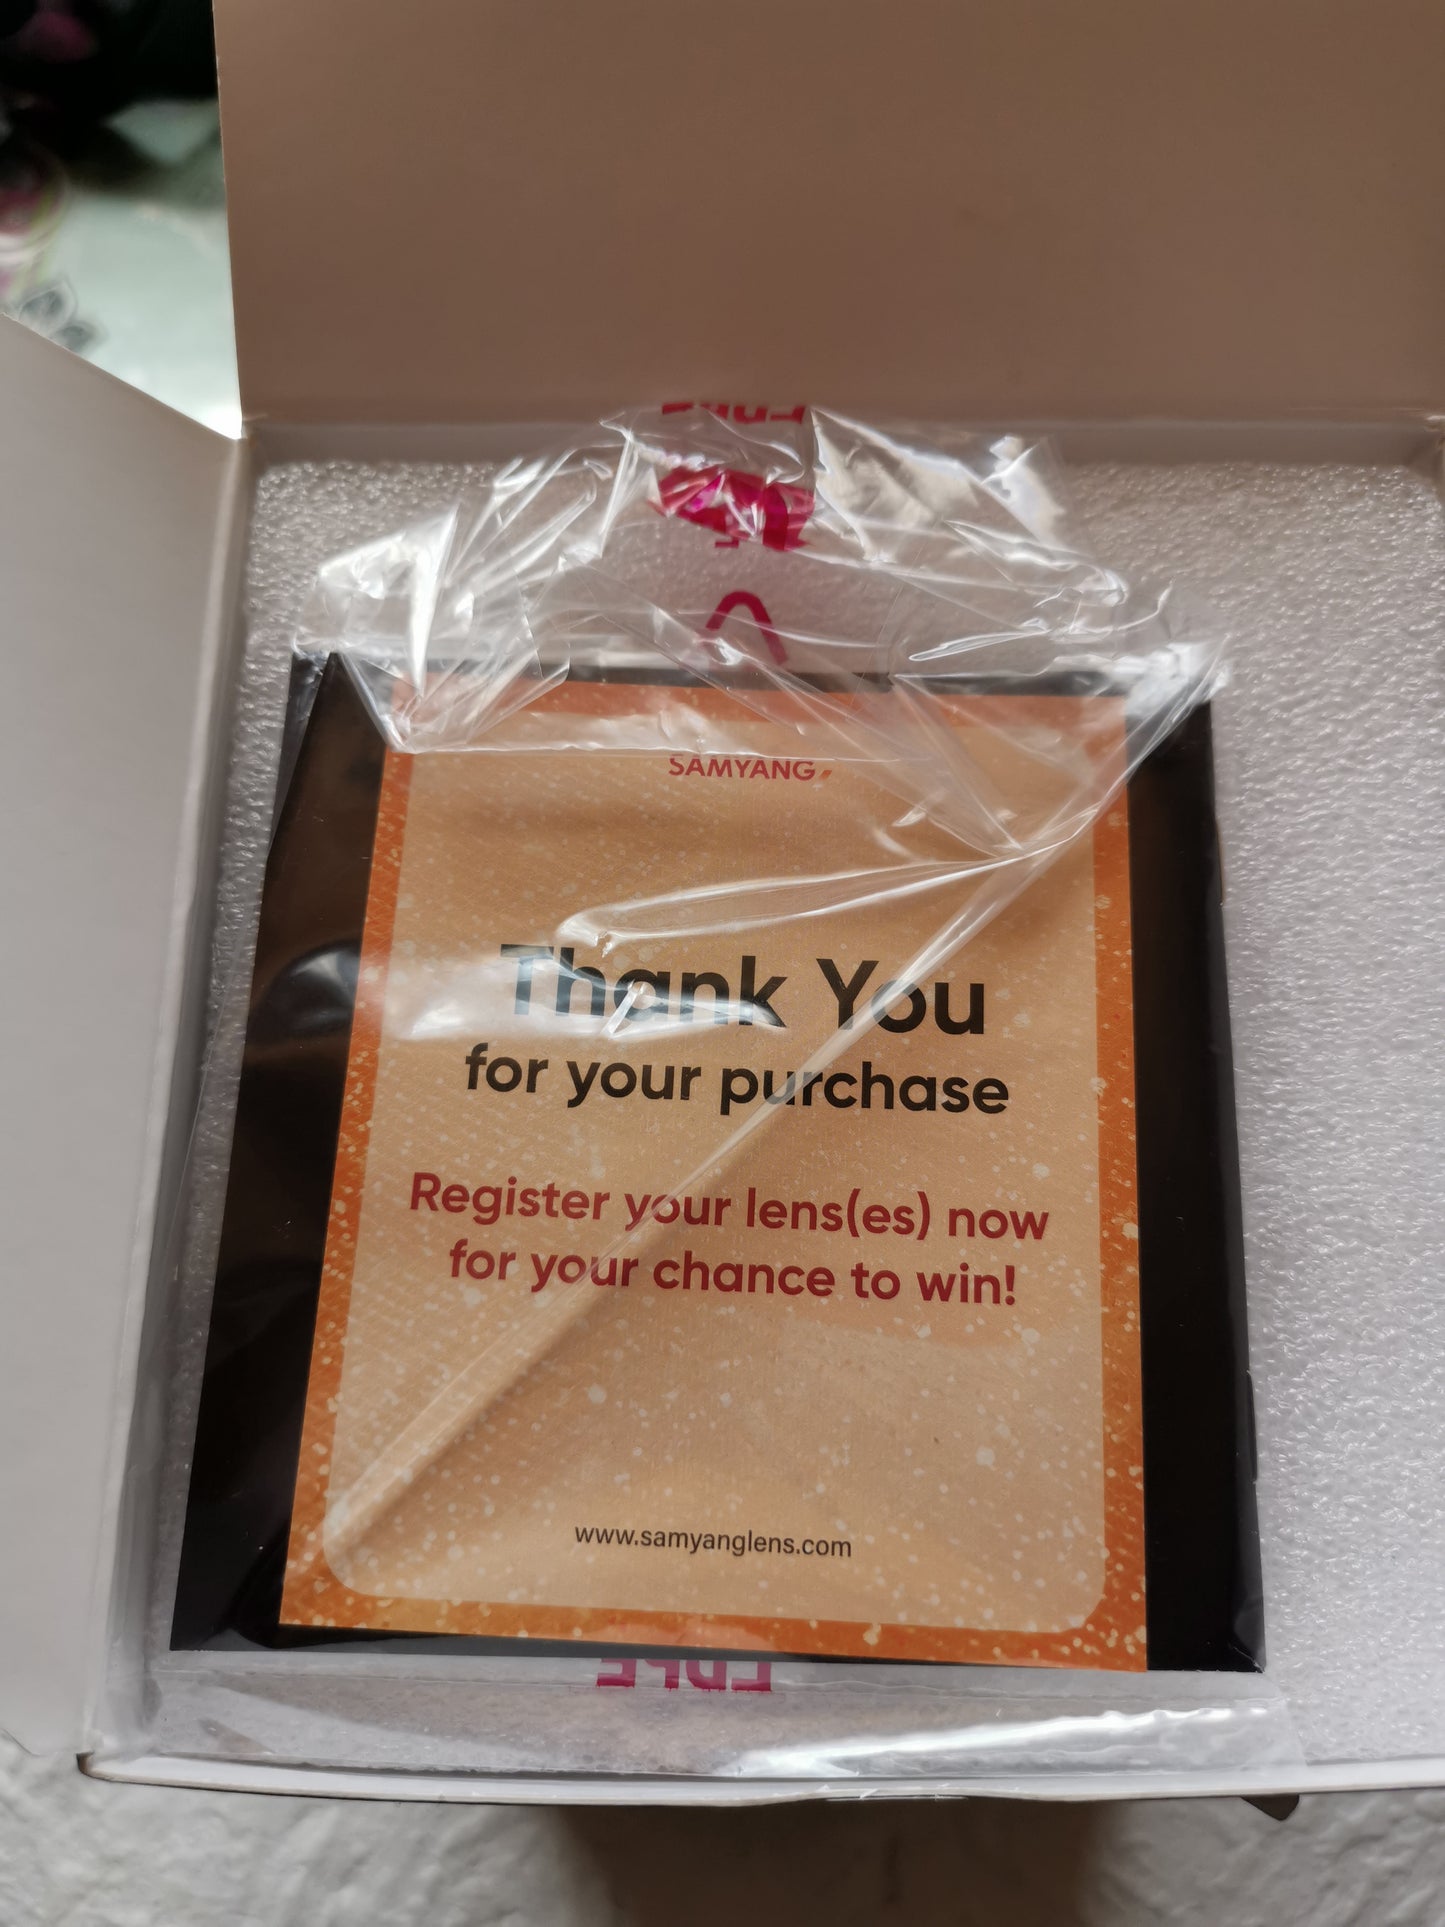 SAMYANG
Thank You
for your purchase
Register your lens(es) now
for your chance to win!
www.samyanglens.com